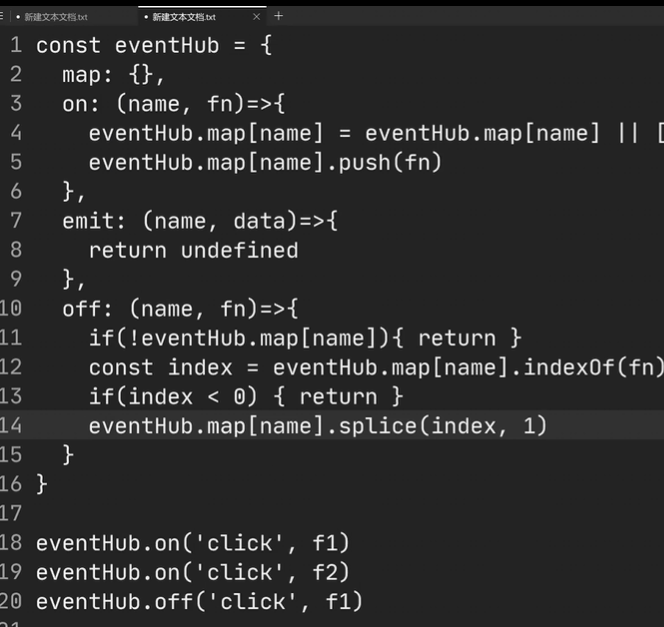 新建文本文档.txt 新建文本文档.txt
1 const eventHub = {
2 map: {},
3 on: (name, fn)=>{
4 eventHub.map[name] = eventHub.map[name] || [
5 eventHub.map[name].push(fn)
6 },
7 emit: (name, data)=>{
8 return undefined
9 },
10 off: (name, fn)=>{
11 if(!eventHub.map[name]){ return }
12 const index = eventHub.map[name].indexOf(fn)
13 if(index < 0) { return }
14 eventHub.map[name].splice(index, 1)
15 }
16 }
17
18 eventHub.on('click', f1)
19 eventHub.on('click', f2)
20 eventHub.off('click', f1)